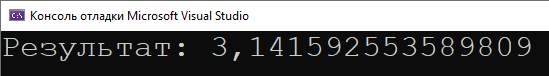 Консоль отладки Microsoft Visual Studio
Результат: 3,141592553589809